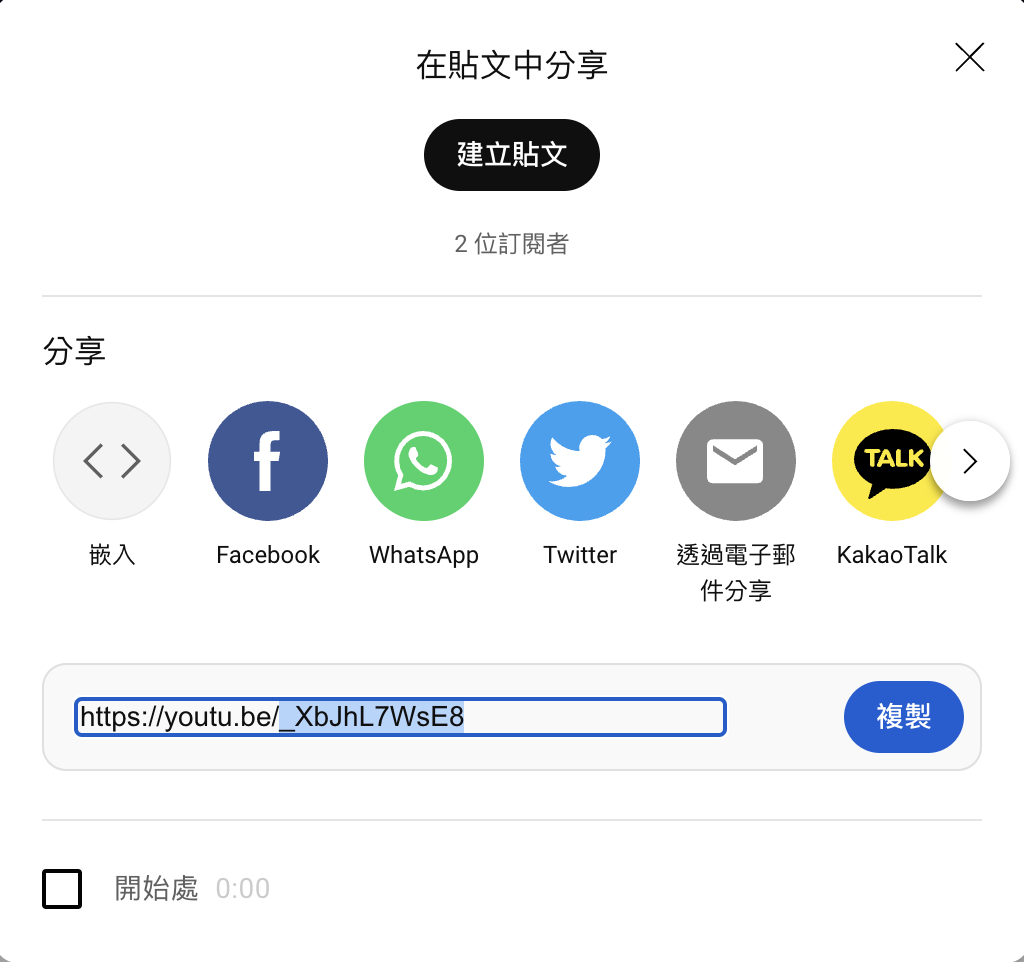 在貼文中分享
建立貼文
2 位訂閱者
分享
嵌入
Facebook
WhatsApp
Twitter
透過電子郵
件分享
TALK
KakaoTalk
https://youtu.be/_XbJhL7WsE8
複製
開始處 0:00